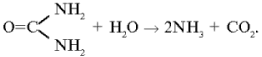 NH₂
O=C + H₂O → 2NH₃ + CO₂.
NH₂